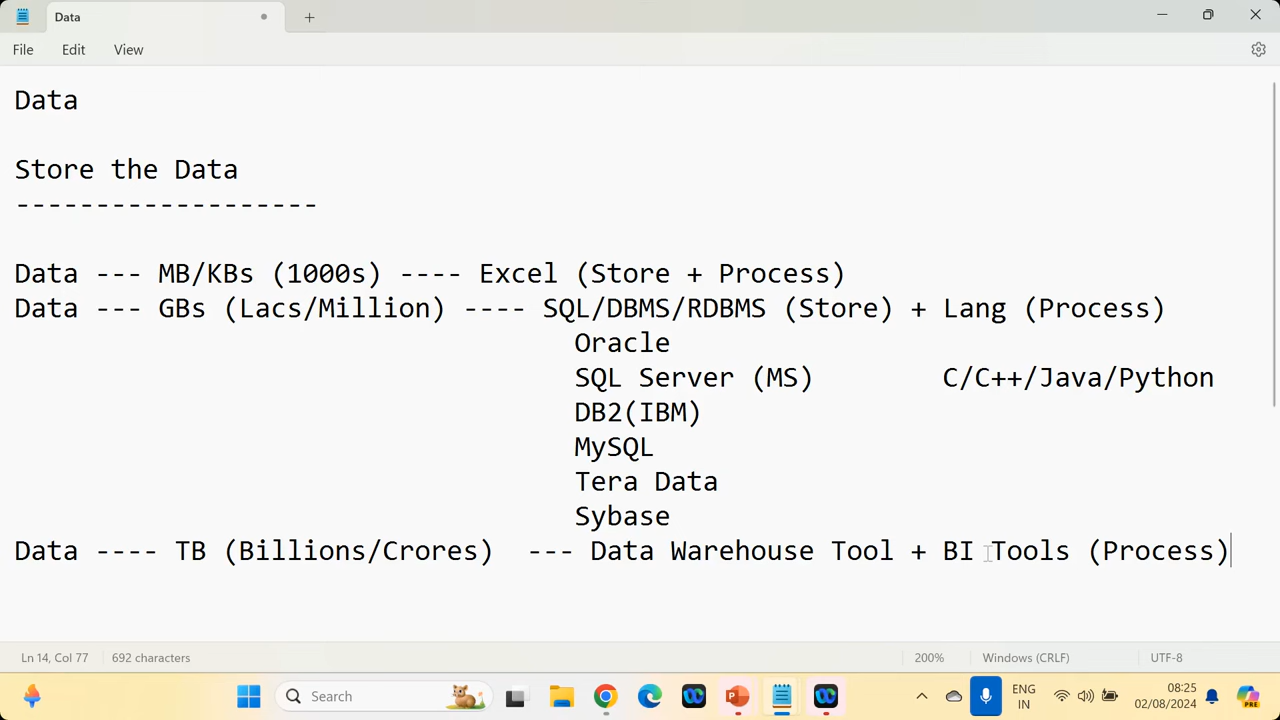 Data
File Edit View
Data
Store the Data
-------------------
Data --- MB/KBs (1000s) ---- Excel (Store + Process)
Data --- GBs (Lacs/Million) ---- SQL/DBMS/RDBMS (Store) + Lang (Process)
Oracle
SQL Server (MS) C/C++/Java/Python
DB2(IBM)
MySQL
Tera Data
Sybase
Data ---- TB (Billions/Crores) --- Data Warehouse Tool + BI Tools (Process)
Ln 14, Col 77 692 characters 200% Windows (CRLF) UTF-8
Search
ENG 08:25
IN 02/08/2024
PRE